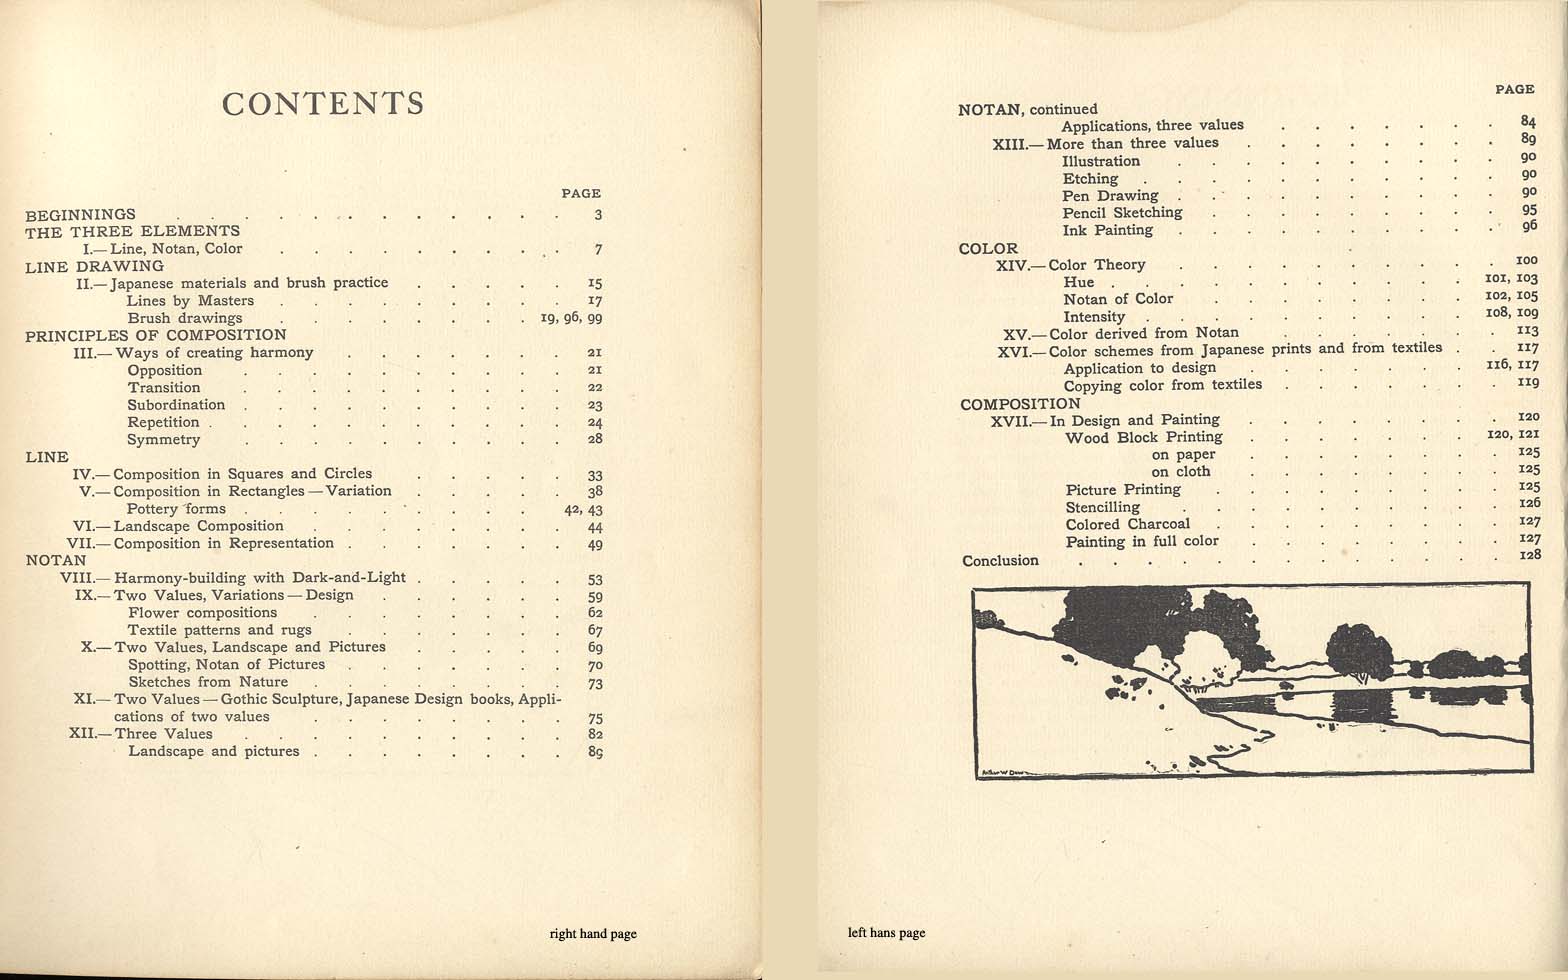 CONTENTS
PAGE
BEGINNINGS . . . . . . . . . . . . 3
THE THREE ELEMENTS
I.—Line, Notan, Color . . . . . . . . . 7
LINE DRAWING
II.—Japanese materials and brush practice . . . . . 15
Lines by Masters . . . . . . . . . 17
Brush drawings . . . . . . . . 19, 96, 99
PRINCIPLES OF COMPOSITION
III.—Ways of creating harmony . . . . . . . 21
Opposition . . . . . . . . . . 21
Transition . . . . . . . . . . 22
Subordination . . . . . . . . . . 23
Repetition . . . . . . . . . . . 24
Symmetry . . . . . . . . . . 28
LINE
IV.—Composition in Squares and Circles . . . . . 33
V.—Composition in Rectangles—Variation . . . . . 38
Pottery forms . . . . . . . . . . 42, 43
VI.—Landscape Composition . . . . . . . . 44
VII.—Composition in Representation . . . . . . . 49
NOTAN
VIII.—Harmony-building with Dark-and-Light . . . . . 53
IX.—Two Values, Variations—Design . . . . . . 59
Flower compositions . . . . . . . . 62
Textile patterns and rugs . . . . . . . 67
X.—Two Values, Landscape and Pictures . . . . . 69
Spotting, Notan of Pictures . . . . . . . 70
Sketches from Nature . . . . . . . . 73
XI.—Two Values—Gothic Sculpture, Japanese Design books, Appli-
cations of two values . . . . . . . . 75
XII.—Three Values . . . . . . . . . . 82
Landscape and pictures . . . . . . . . 89
right hand page
PAGE
NOTAN, continued
Applications, three values . . . . . . . 84
XIII.—More than three values . . . . . . . . 89
Illustration . . . . . . . . . . 90
Etching . . . . . . . . . . . 90
Pen Drawing . . . . . . . . . . 90
Pencil Sketching . . . . . . . . . 95
Ink Painting . . . . . . . . . . 96
COLOR
XIV.—Color Theory . . . . . . . . . . 100
Hue . . . . . . . . . . . 101, 103
Notan of Color . . . . . . . . 102, 105
Intensity . . . . . . . . . . 108, 109
XV.—Color derived from Notan . . . . . . . . 113
XVI.—Color schemes from Japanese prints and from textiles . . 117
Application to design . . . . . . . 116, 117
Copying color from textiles . . . . . . . 119
COMPOSITION
XVII.—In Design and Painting . . . . . . . . 120
Wood Block Printing . . . . . . . 120, 121
on paper . . . . . . . . 125
on cloth . . . . . . . . 125
Picture Printing . . . . . . . . . 125
Stencilling . . . . . . . . . . 126
Colored Charcoal . . . . . . . . . 127
Painting in full color . . . . . . . . 127
Conclusion . . . . . . . . . . . . . 128
Arthur W Dow
left hans page